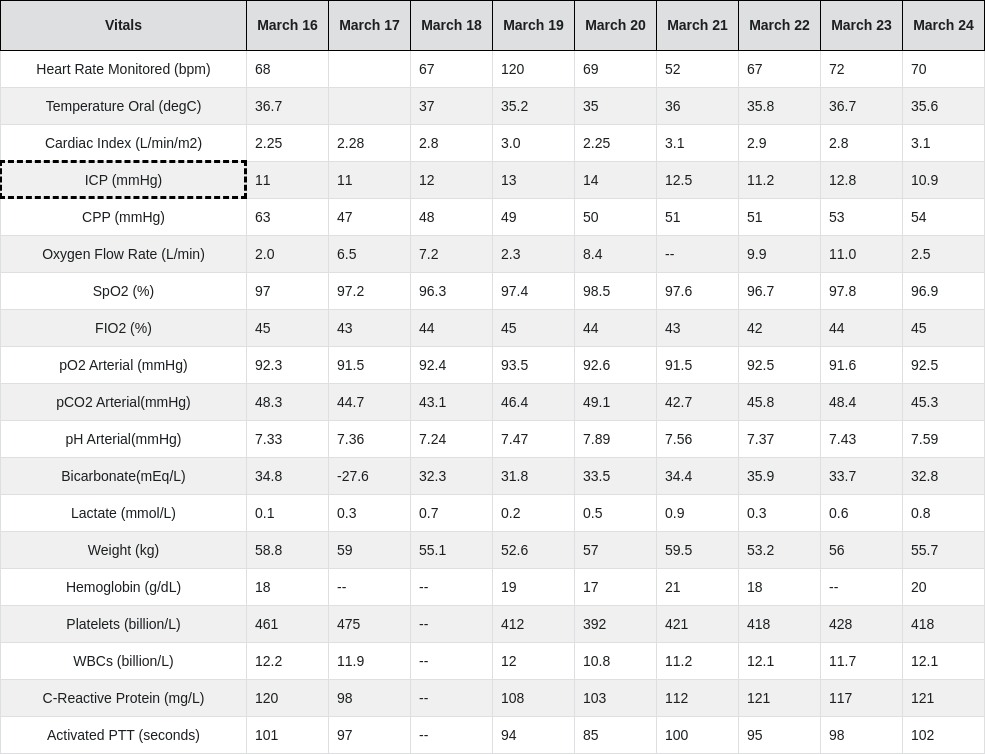 Vitals March 16 March 17 March 18 March 19 March 20 March 21 March 22 March 23 March 24
Heart Rate Monitored (bpm) 68 67 120 69 52 67 72 70
Temperature Oral (degC) 36.7 37 35.2 35 36 35.8 36.7 35.6
Cardiac Index (L/min/m2) 2.25 2.28 2.8 3.0 2.25 3.1 2.9 2.8 3.1
ICP (mmHg) 11 11 12 13 14 12.5 11.2 12.8 10.9
CPP (mmHg) 63 47 48 49 50 51 51 53 54
Oxygen Flow Rate (L/min) 2.0 6.5 7.2 2.3 8.4 -- 9.9 11.0 2.5
SpO2 (%) 97 97.2 96.3 97.4 98.5 97.6 96.7 97.8 96.9
FIO2 (%) 45 43 44 45 44 43 42 44 45
pO2 Arterial (mmHg) 92.3 91.5 92.4 93.5 92.6 91.5 92.5 91.6 92.5
pCO2 Arterial(mmHg) 48.3 44.7 43.1 46.4 49.1 42.7 45.8 48.4 45.3
pH Arterial(mmHg) 7.33 7.36 7.24 7.47 7.89 7.56 7.37 7.43 7.59
Bicarbonate(mEq/L) 34.8 -27.6 32.3 31.8 33.5 34.4 35.9 33.7 32.8
Lactate (mmol/L) 0.1 0.3 0.7 0.2 0.5 0.9 0.3 0.6 0.8
Weight (kg) 58.8 59 55.1 52.6 57 59.5 53.2 56 55.7
Hemoglobin (g/dL) 18 -- -- 19 17 21 18 -- 20
Platelets (billion/L) 461 475 -- 412 392 421 418 428 418
WBCs (billion/L) 12.2 11.9 -- 12 10.8 11.2 12.1 11.7 12.1
C-Reactive Protein (mg/L) 120 98 -- 108 103 112 121 117 121
Activated PTT (seconds) 101 97 -- 94 85 100 95 98 102